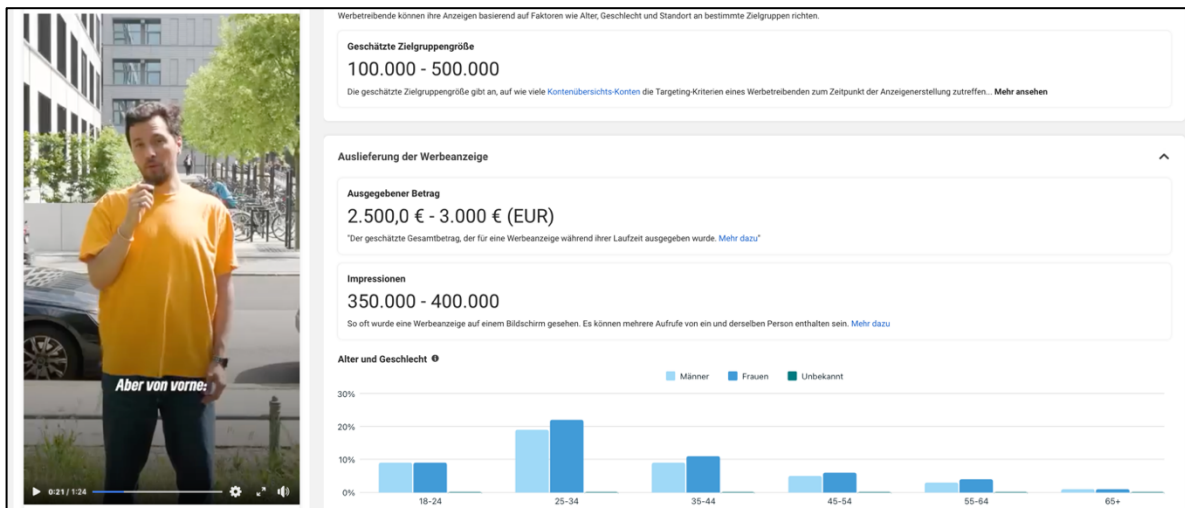 Werbetreibende können ihre Anzeigen basierend auf Faktoren wie Alter, Geschlecht und Standort an bestimmte Zielgruppen richten.
Geschätzte Zielgruppengröße
100.000 - 500.000
Die geschätzte Zielgruppengröße gibt an, auf wie viele Kontenübersichts-Konten die Targeting-Kriterien eines Werbetreibenden zum Zeitpunkt der Anzeigenerstellung zutreffen... Mehr ansehen
Auslieferung der Werbeanzeige
Ausgegebener Betrag
2.500,0 € - 3.000 € (EUR)
"Der geschätzte Gesamtbetrag, der für eine Werbeanzeige während ihrer Laufzeit ausgegeben wurde. Mehr dazu"
Impressionen
350.000 - 400.000
So oft wurde eine Werbeanzeige auf einem Bildschirm gesehen. Es können mehrere Aufrufe von ein und derselben Person enthalten sein. Mehr dazu
Alter und Geschlecht
Männer Frauen Unbekannt
30%
20%
10%
0%
18-24 25-34 35-44 45-54 55-64 65+
Aber von vorne:
0:21 / 1:24